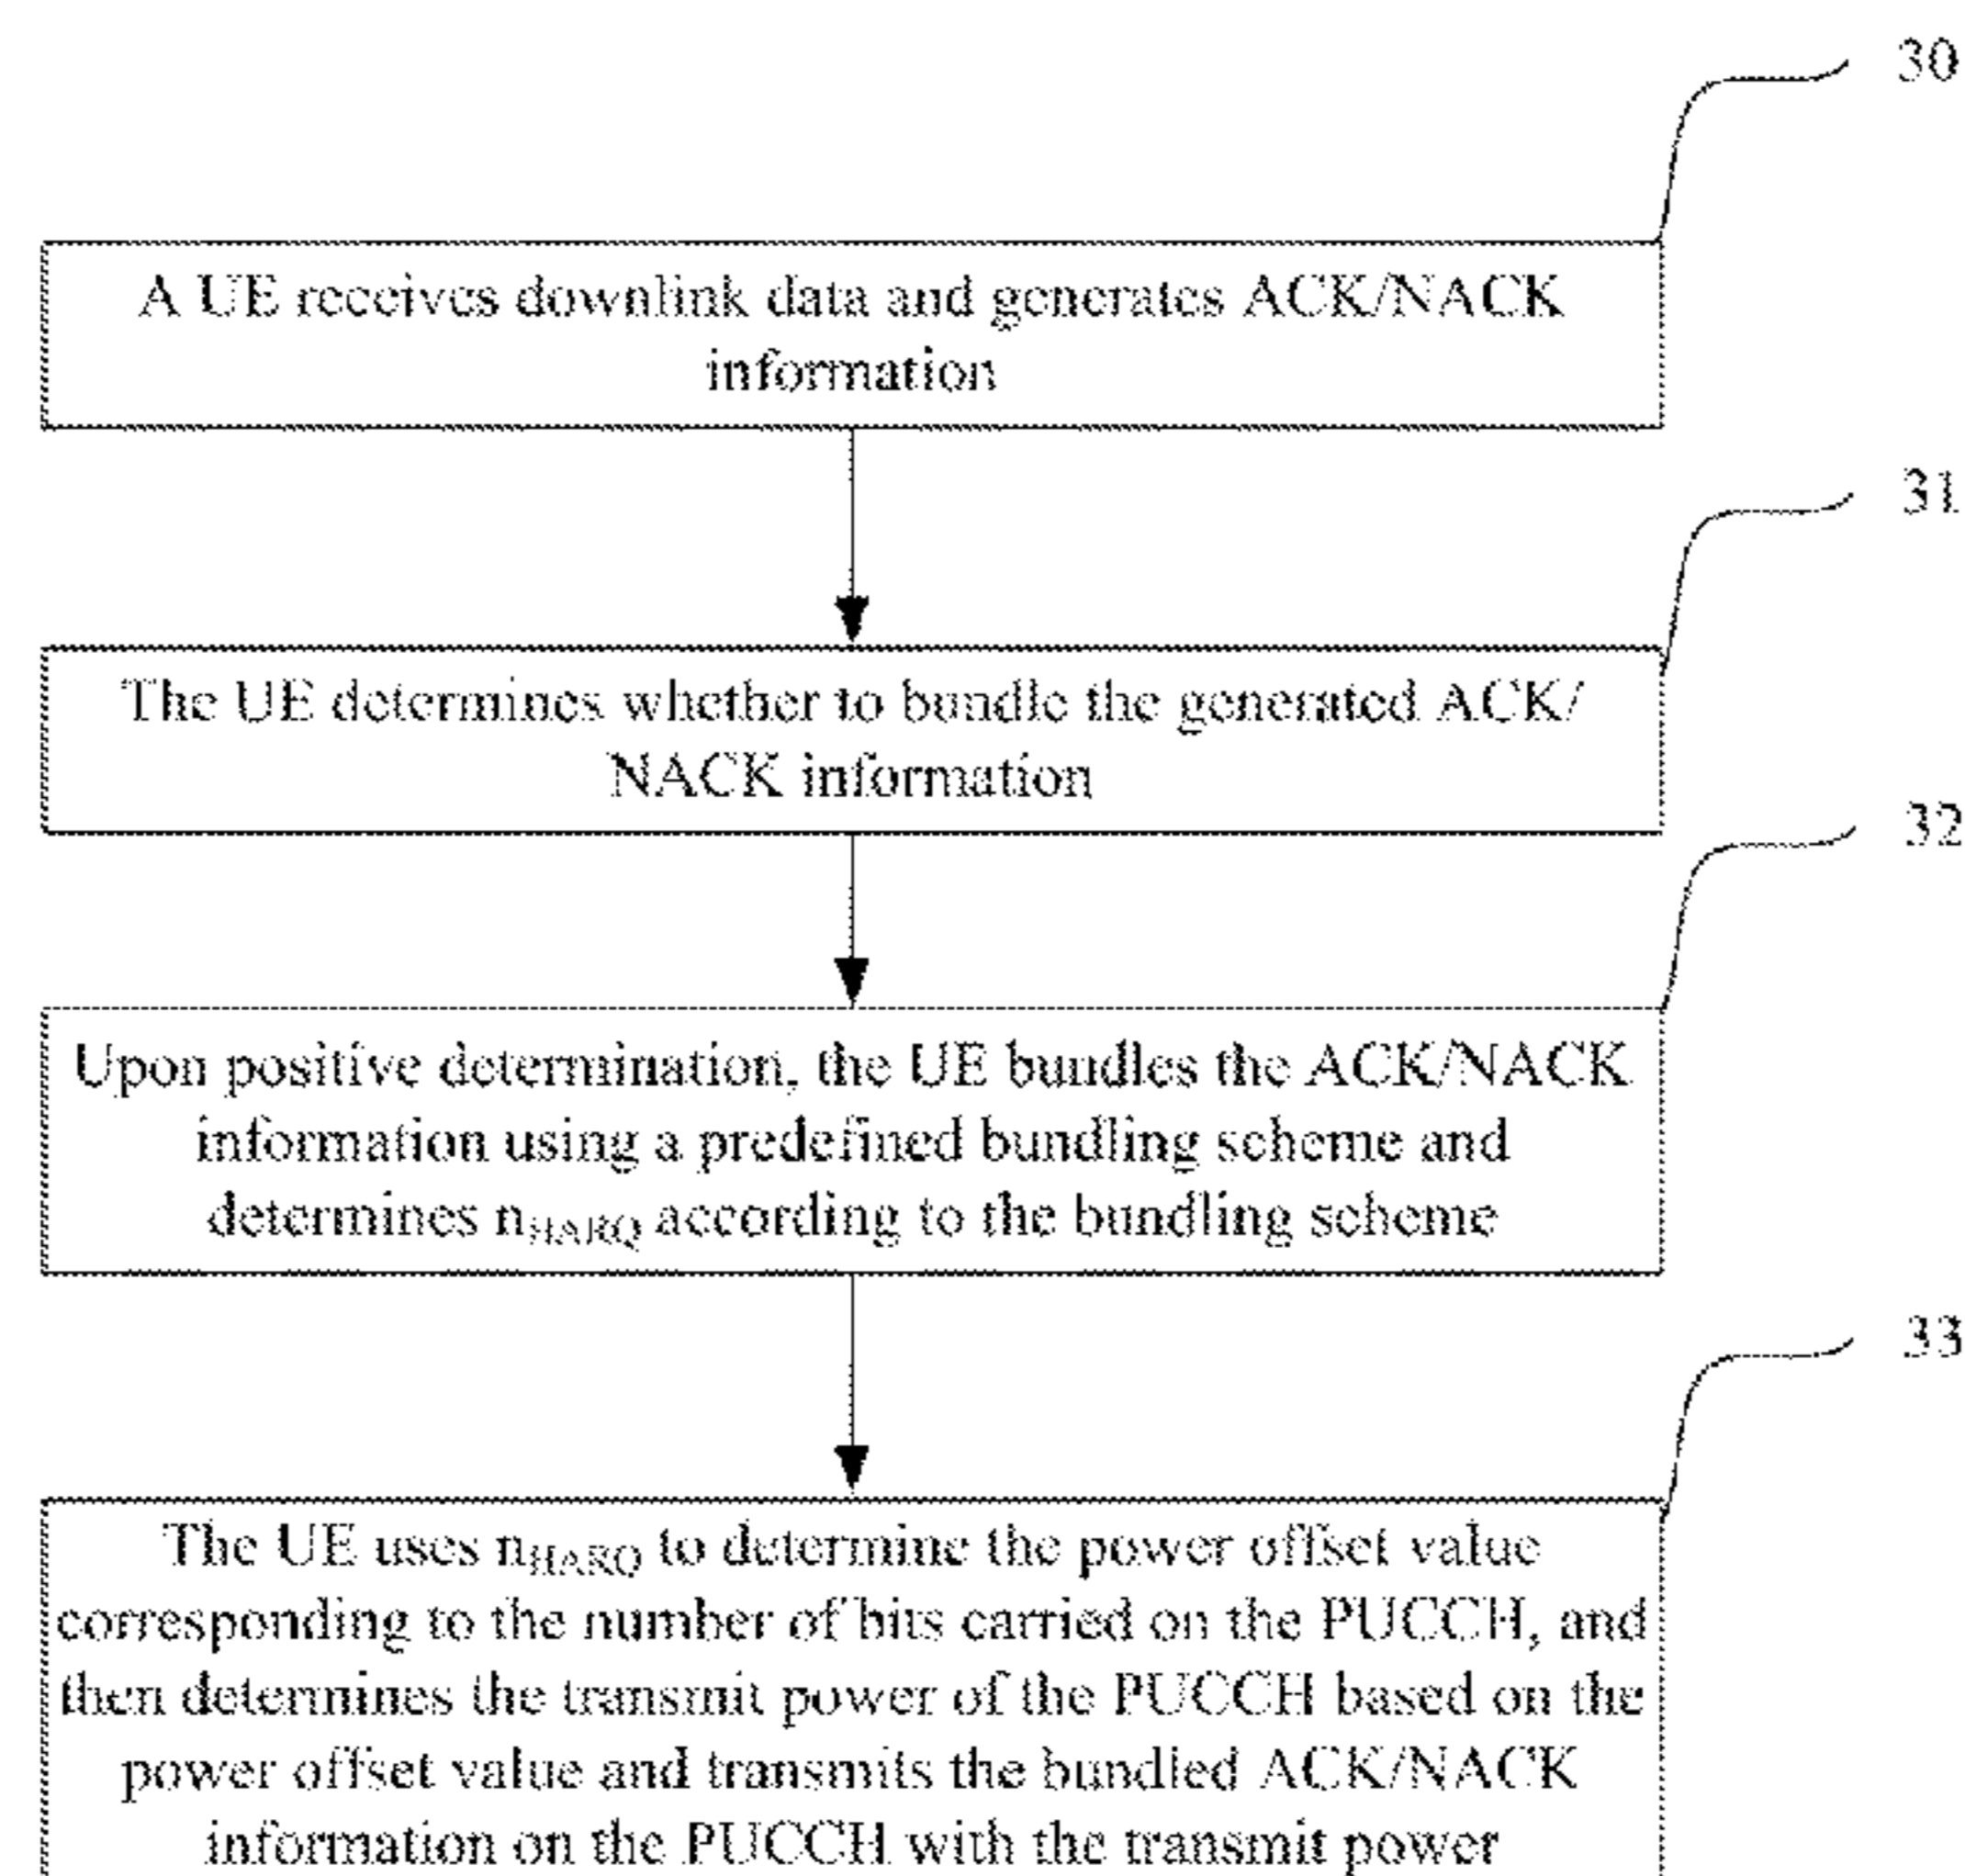 30
A UE receives downlink data and generates ACK/NACK
information
31
The UE determines whether to bundle the generated ACK/
NACK information
32
Upon positive determination, the UE bundles the ACK/NACK
information using a predefined bundling scheme and
determines nHARQ according to the bundling scheme
33
The UE uses nHARQ to determine the power offset value
corresponding to the number of bits carried on the PUCCH, and
then determines the transmit power of the PUCCH based on the
power offset value and transmits the bundled ACK/NACK
information on the PUCCH with the transmit power